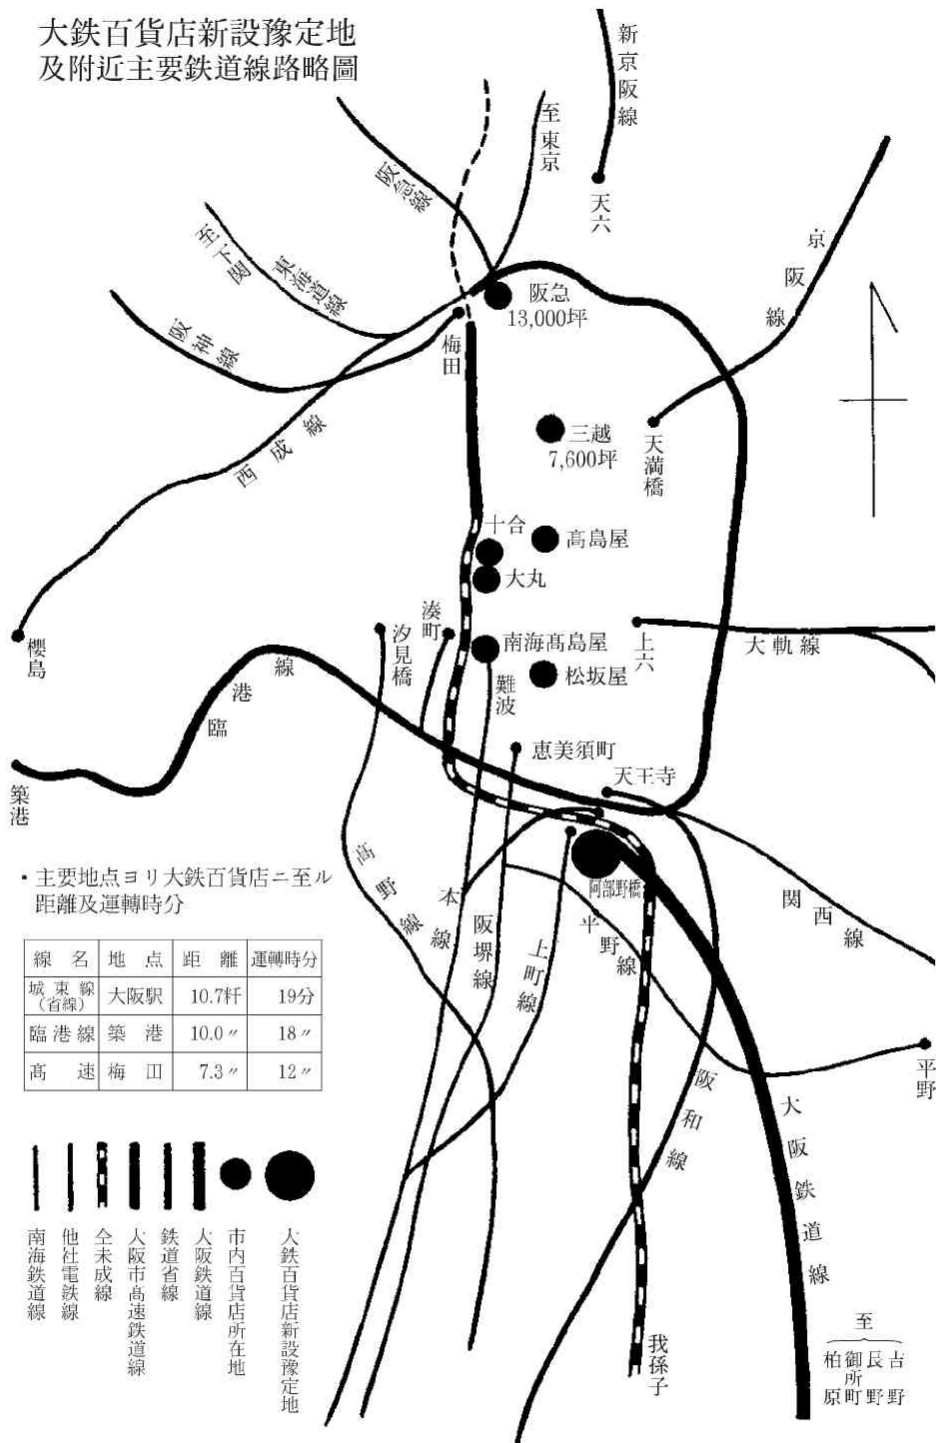 大鉄百貨店新設豫定地
及附近主要鉄道線路略圖
新京阪線
至東京
阪急線
天六
京阪線
至下関
東海道線
阪急
13,000坪
阪神線
梅田
西成線
三越
7,600坪
天満橋
十合
髙島屋
大丸
湊町
汐見橋
南海髙島屋
上六
大軌線
櫻島
難波
松坂屋
臨港線
恵美須町
天王寺
築港
髙野線
本線
阪堺線
上町線
平野線
阿部野橋
関西線
・主要地点ヨリ大鉄百貨店ニ至ル
距離及運轉時分
線名 地点 距離 運轉時分
城東線(省線) 大阪駅 10.7粁 19分
臨港線 築港 10.0〃 18〃
髙速 梅田 7.3〃 12〃
平野
阪和線
大阪鉄道線
我孫子
至
柏原
御所町
長野
吉野
南海鉄道線
他社電鉄線
仝未成線
大阪市髙速鉄道線
鉄道省線
大阪鉄道線
市内百貨店所在地
大鉄百貨店新設豫定地